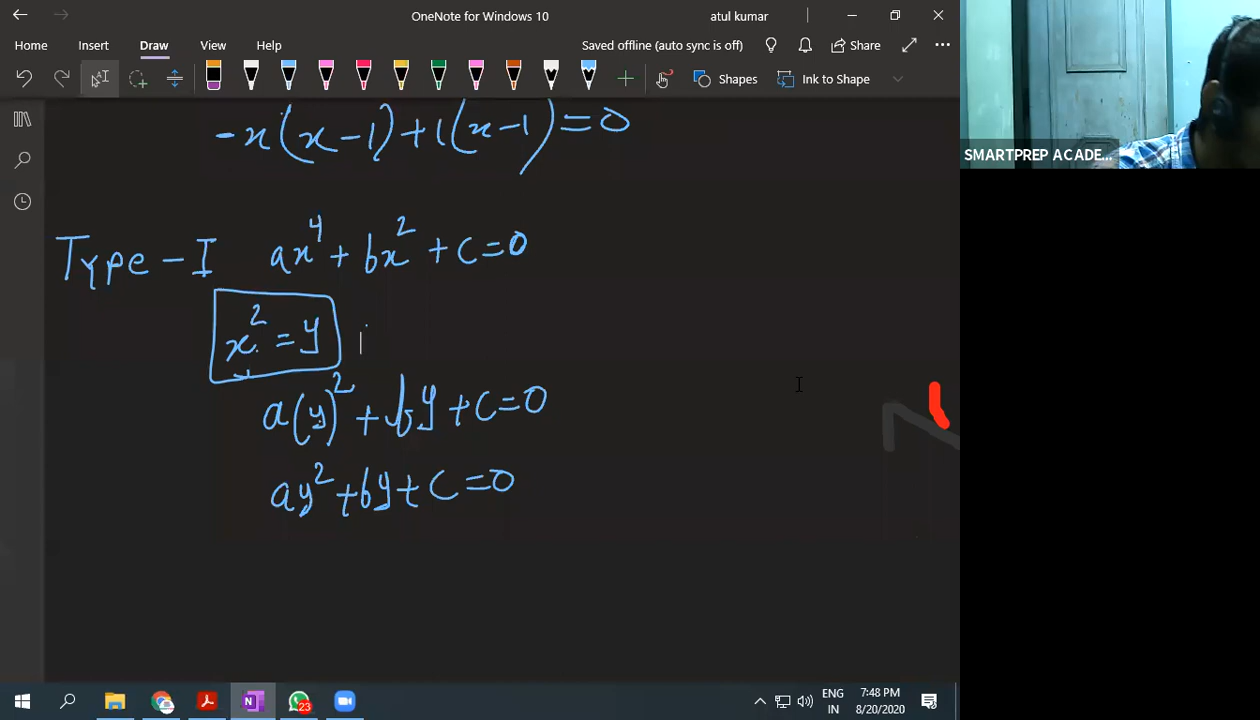 OneNote for Windows 10
atul kumar
Home Insert Draw View Help
Saved offline (auto sync is off)
Share
Shapes
Ink to Shape
-x(x-1)+1(x-1)=0
SMARTPREP ACADE...
Type-I ax⁴+bx²+c=0
x²=y
a(y)²+by+c=0
ay²+by+c=0
N
23
ENG
IN
7:48 PM
8/20/2020